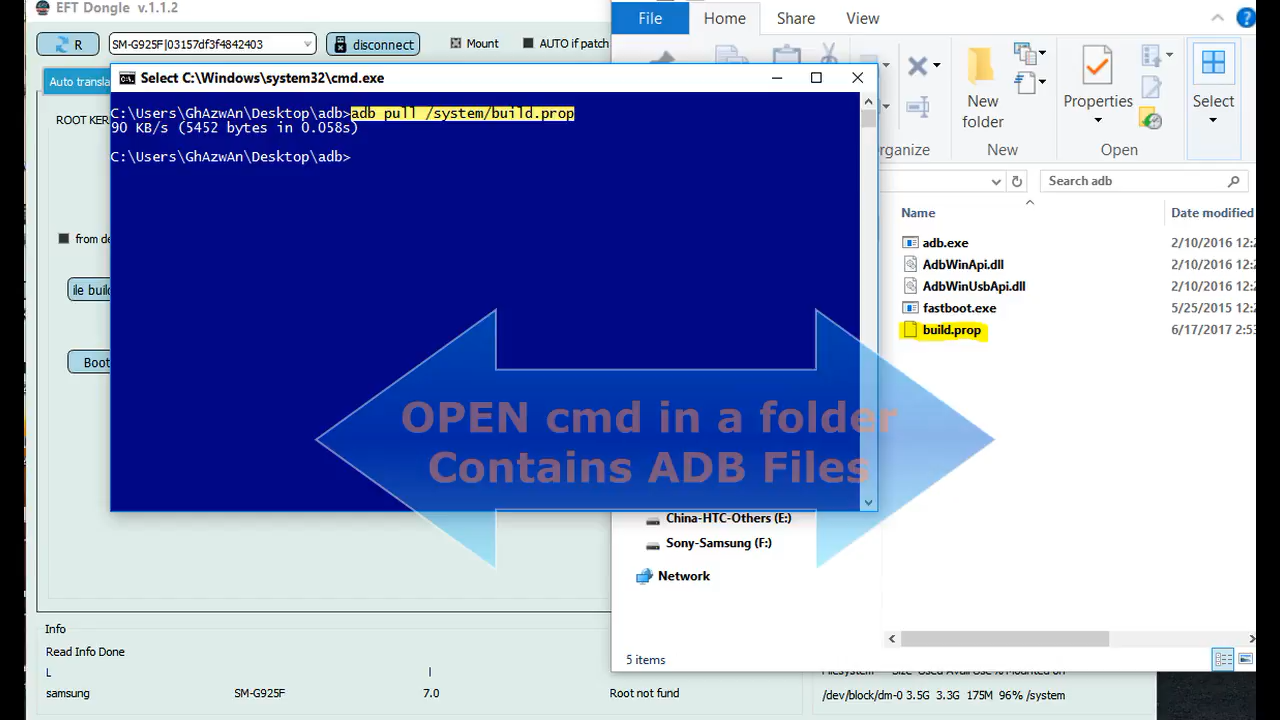 EFT Dongle v.1.1.2
R
SM-G925F|03157df3f4842403
disconnect
Mount
AUTO if patch
Auto transla
ROOT KER
from de
ile build
Boot
Select C:\Windows\system32\cmd.exe
C:\Users\GhAzwAn\Desktop\adb>adb pull /system/build.prop
90 KB/s (5452 bytes in 0.058s)
C:\Users\GhAzwAn\Desktop\adb>
File
Home
Share
View
New folder
Properties
Select
rganize
New
Open
Search adb
Name
Date modified
adb.exe
2/10/2016 12:2
AdbWinApi.dll
2/10/2016 12:2
AdbWinUsbApi.dll
2/10/2016 12:2
fastboot.exe
5/25/2015 12:2
build.prop
6/17/2017 2:53
OPEN cmd in a folder
Contains ADB Files
China-HTC-Others (E:)
Sony-Samsung (F:)
Network
5 items
Info
Read Info Done
L
l
samsung
SM-G925F
7.0
Root not fund
/dev/block/dm-0 3.5G 3.3G 175M 96% /system